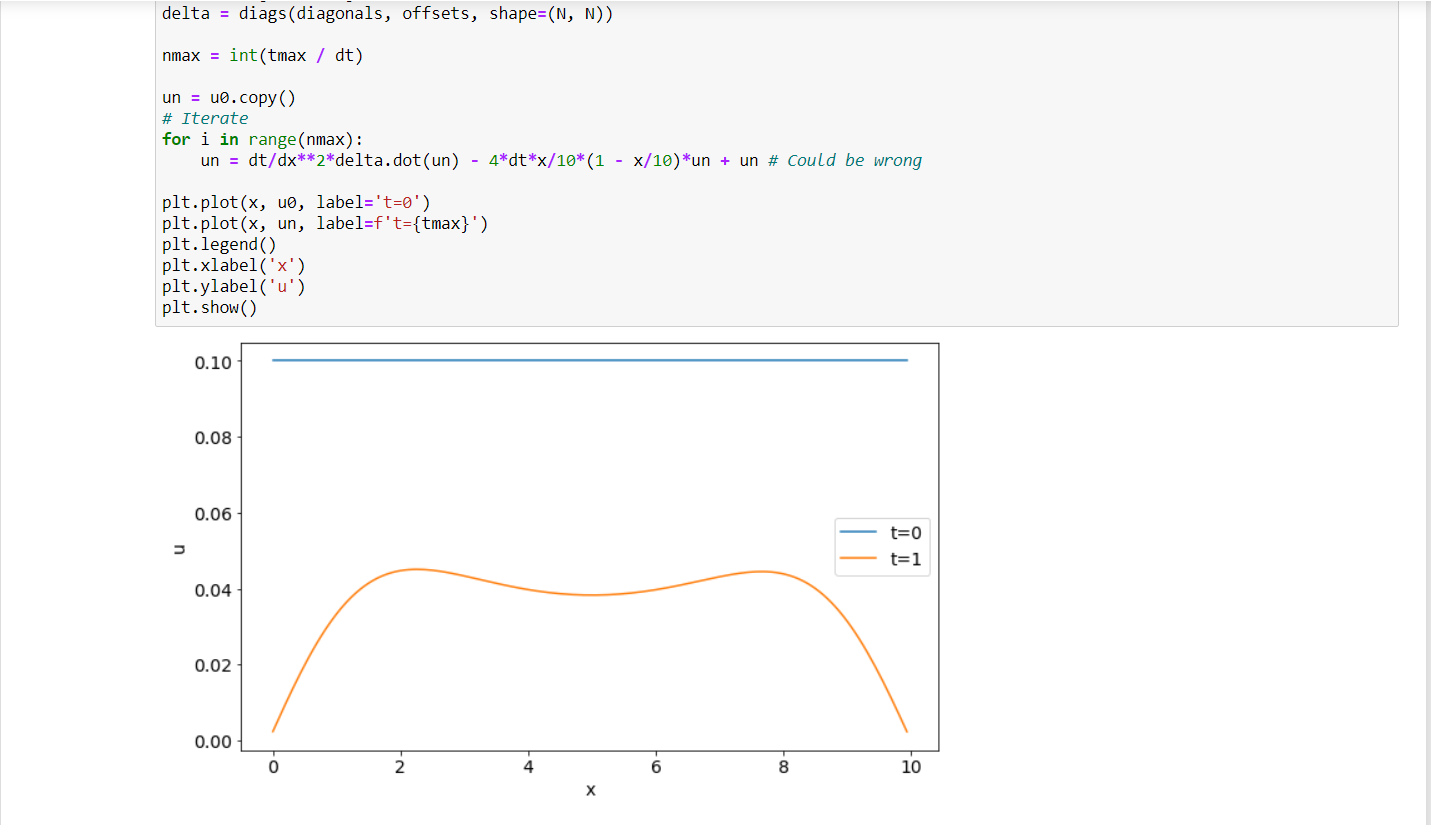 delta = diags(diagonals, offsets, shape=(N, N))
nmax = int(tmax / dt)
un = u0.copy()
# Iterate
for i in range(nmax):
    un = dt/dx**2*delta.dot(un) - 4*dt*x/10*(1 - x/10)*un + un # Could be wrong
plt.plot(x, u0, label='t=0')
plt.plot(x, un, label=f't={tmax}')
plt.legend()
plt.xlabel('x')
plt.ylabel('u')
plt.show()
0.10
0.08
0.06
0.04
0.02
0.00
u
t=0
t=1
0 2 4 6 8 10
x